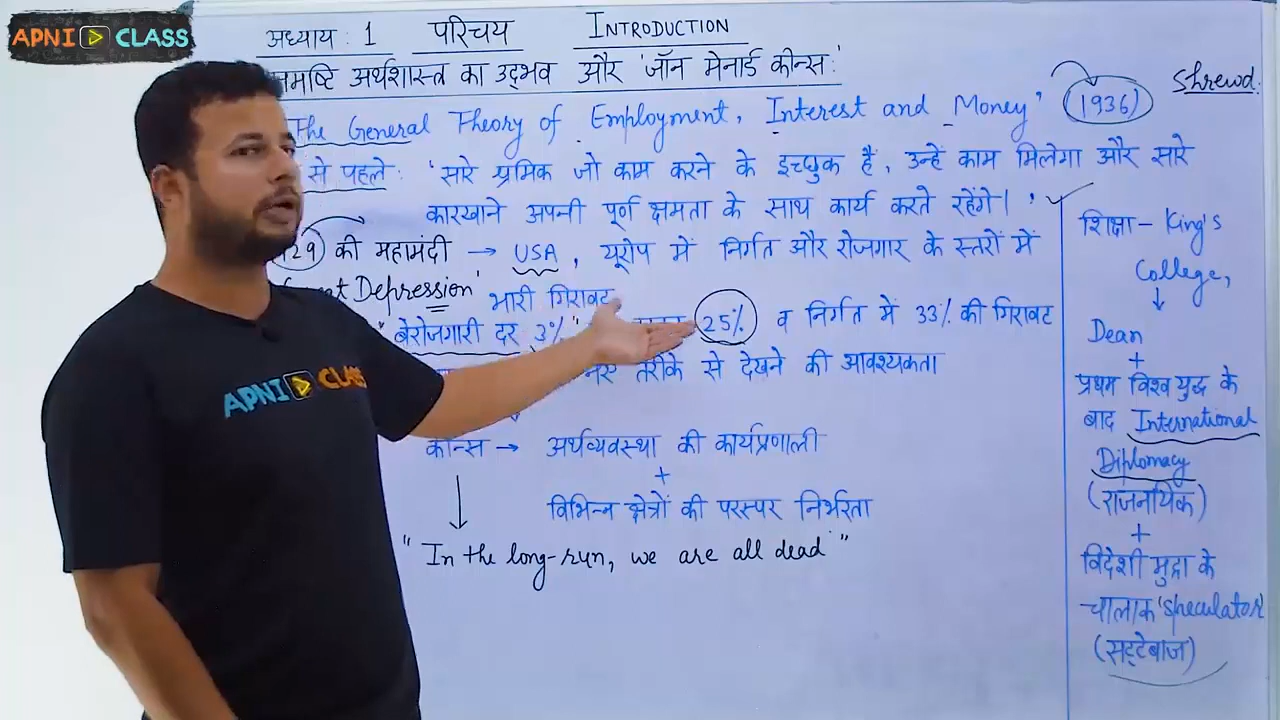 APNI CLASS
अध्याय : 1 परिचय INTRODUCTION
समष्टि अर्थशास्त्र का उद्भव और 'जॉन मेनार्ड कीन्स':
The General Theory of Employment, Interest and Money' (1936)
Shrewd.
से पहले : 'सारे श्रमिक जो काम करने के इच्छुक हैं, उन्हें काम मिलेगा और सारे
कारखाने अपनी पूर्ण क्षमता के साथ कार्य करते रहेंगे।'
29 की महामंदी → USA, यूरोप में निर्गत और रोजगार के स्तरों में
Depression' भारी गिरावट
"बेरोजगारी दर 3%" 25% व निर्गत में 33% की गिरावट
तरीके से देखने की आवश्यकता
कीन्स → अर्थव्यवस्था की कार्यप्रणाली
+
विभिन्न क्षेत्रों की परस्पर निर्भरता
"In the long-run, we are all dead"
शिक्षा - King's
College,
Dean
+
प्रथम विश्व युद्ध के
बाद International
Diplomacy
(राजनायिक)
+
विदेशी मुद्रा के
चालाक 'Speculator'
(सट्टेबाज)
APNI CLASS